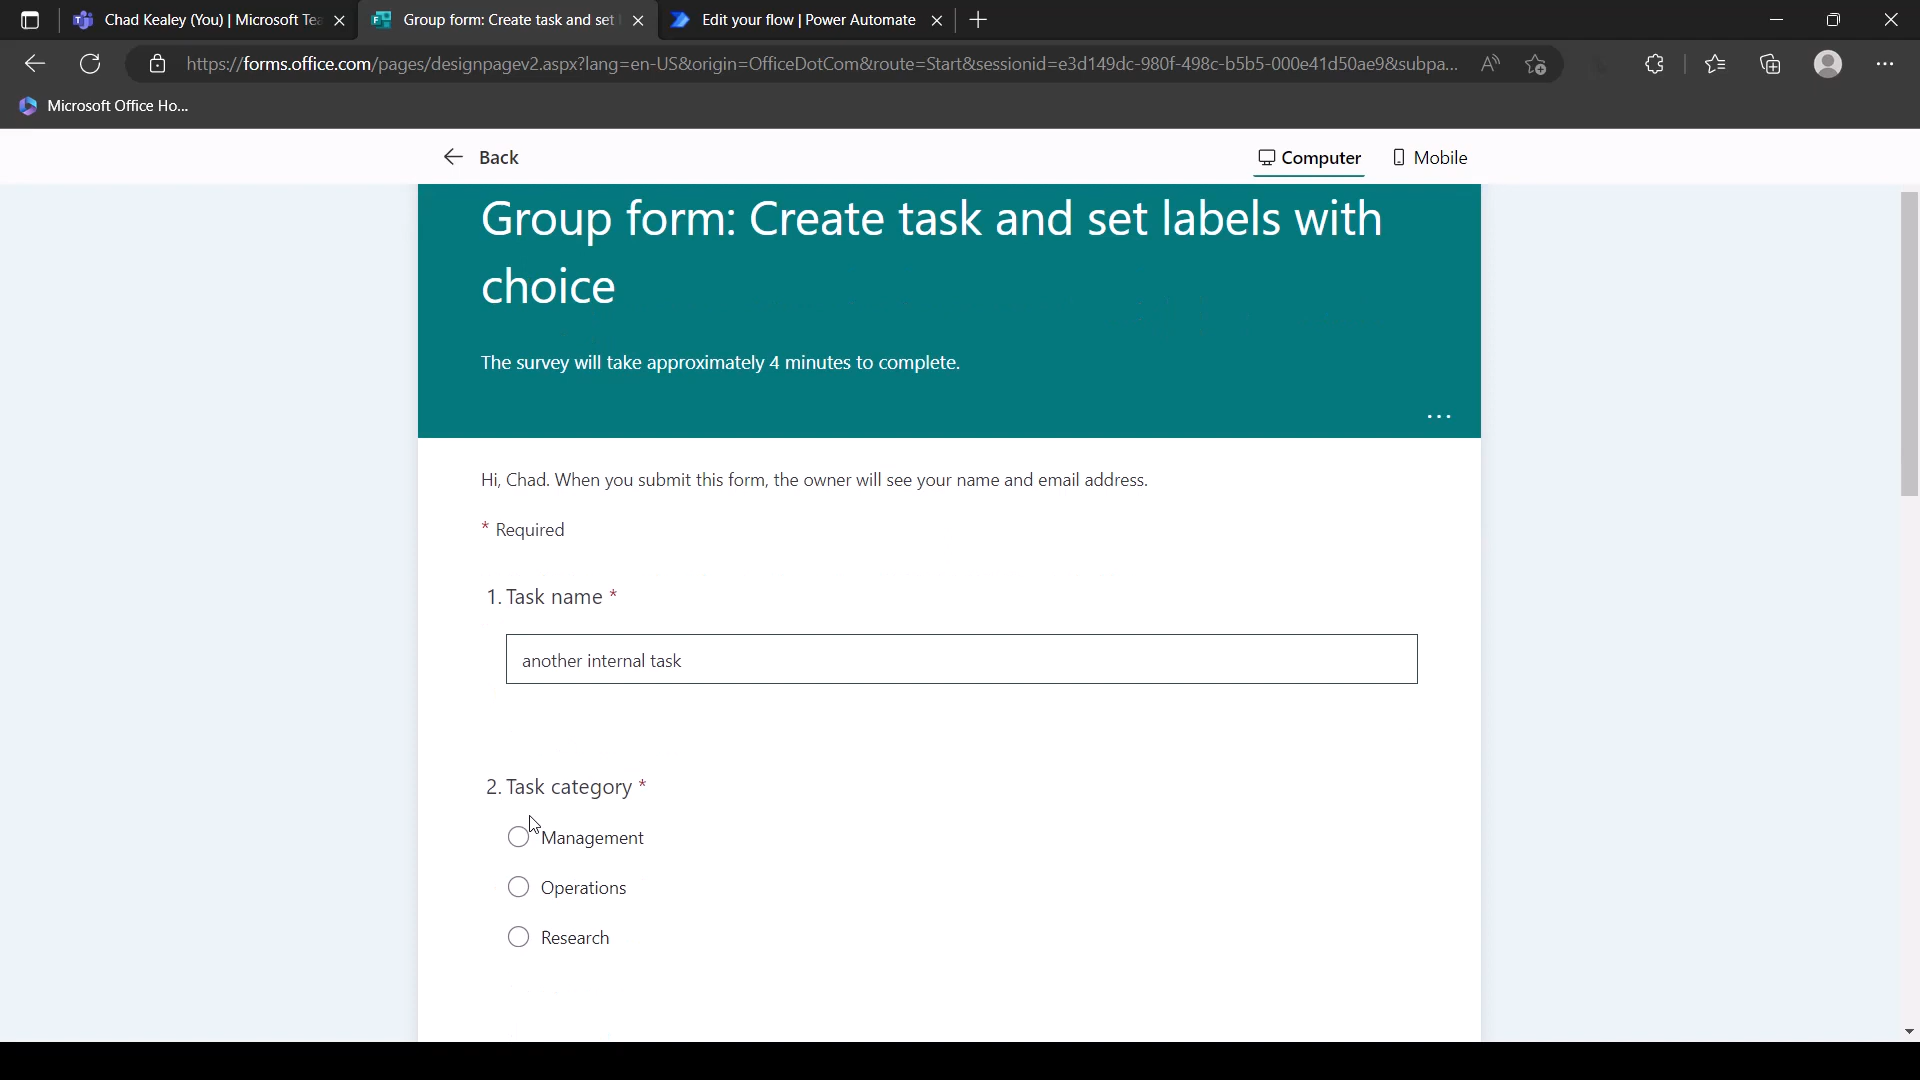 Chad Kealey (You) | Microsoft Te
Group form: Create task and set
Edit your flow | Power Automate
https://forms.office.com/pages/designpagev2.aspx?lang=en-US&origin=OfficeDotCom&route=Start&sessionid=e3d149dc-980f-498c-b5b5-000e41d50ae9&subpa...
Microsoft Office Ho...
Back
Computer
Mobile
Group form: Create task and set labels with
choice
The survey will take approximately 4 minutes to complete.
...
Hi, Chad. When you submit this form, the owner will see your name and email address.
* Required
1. Task name *
another internal task
2. Task category *
Management
Operations
Research